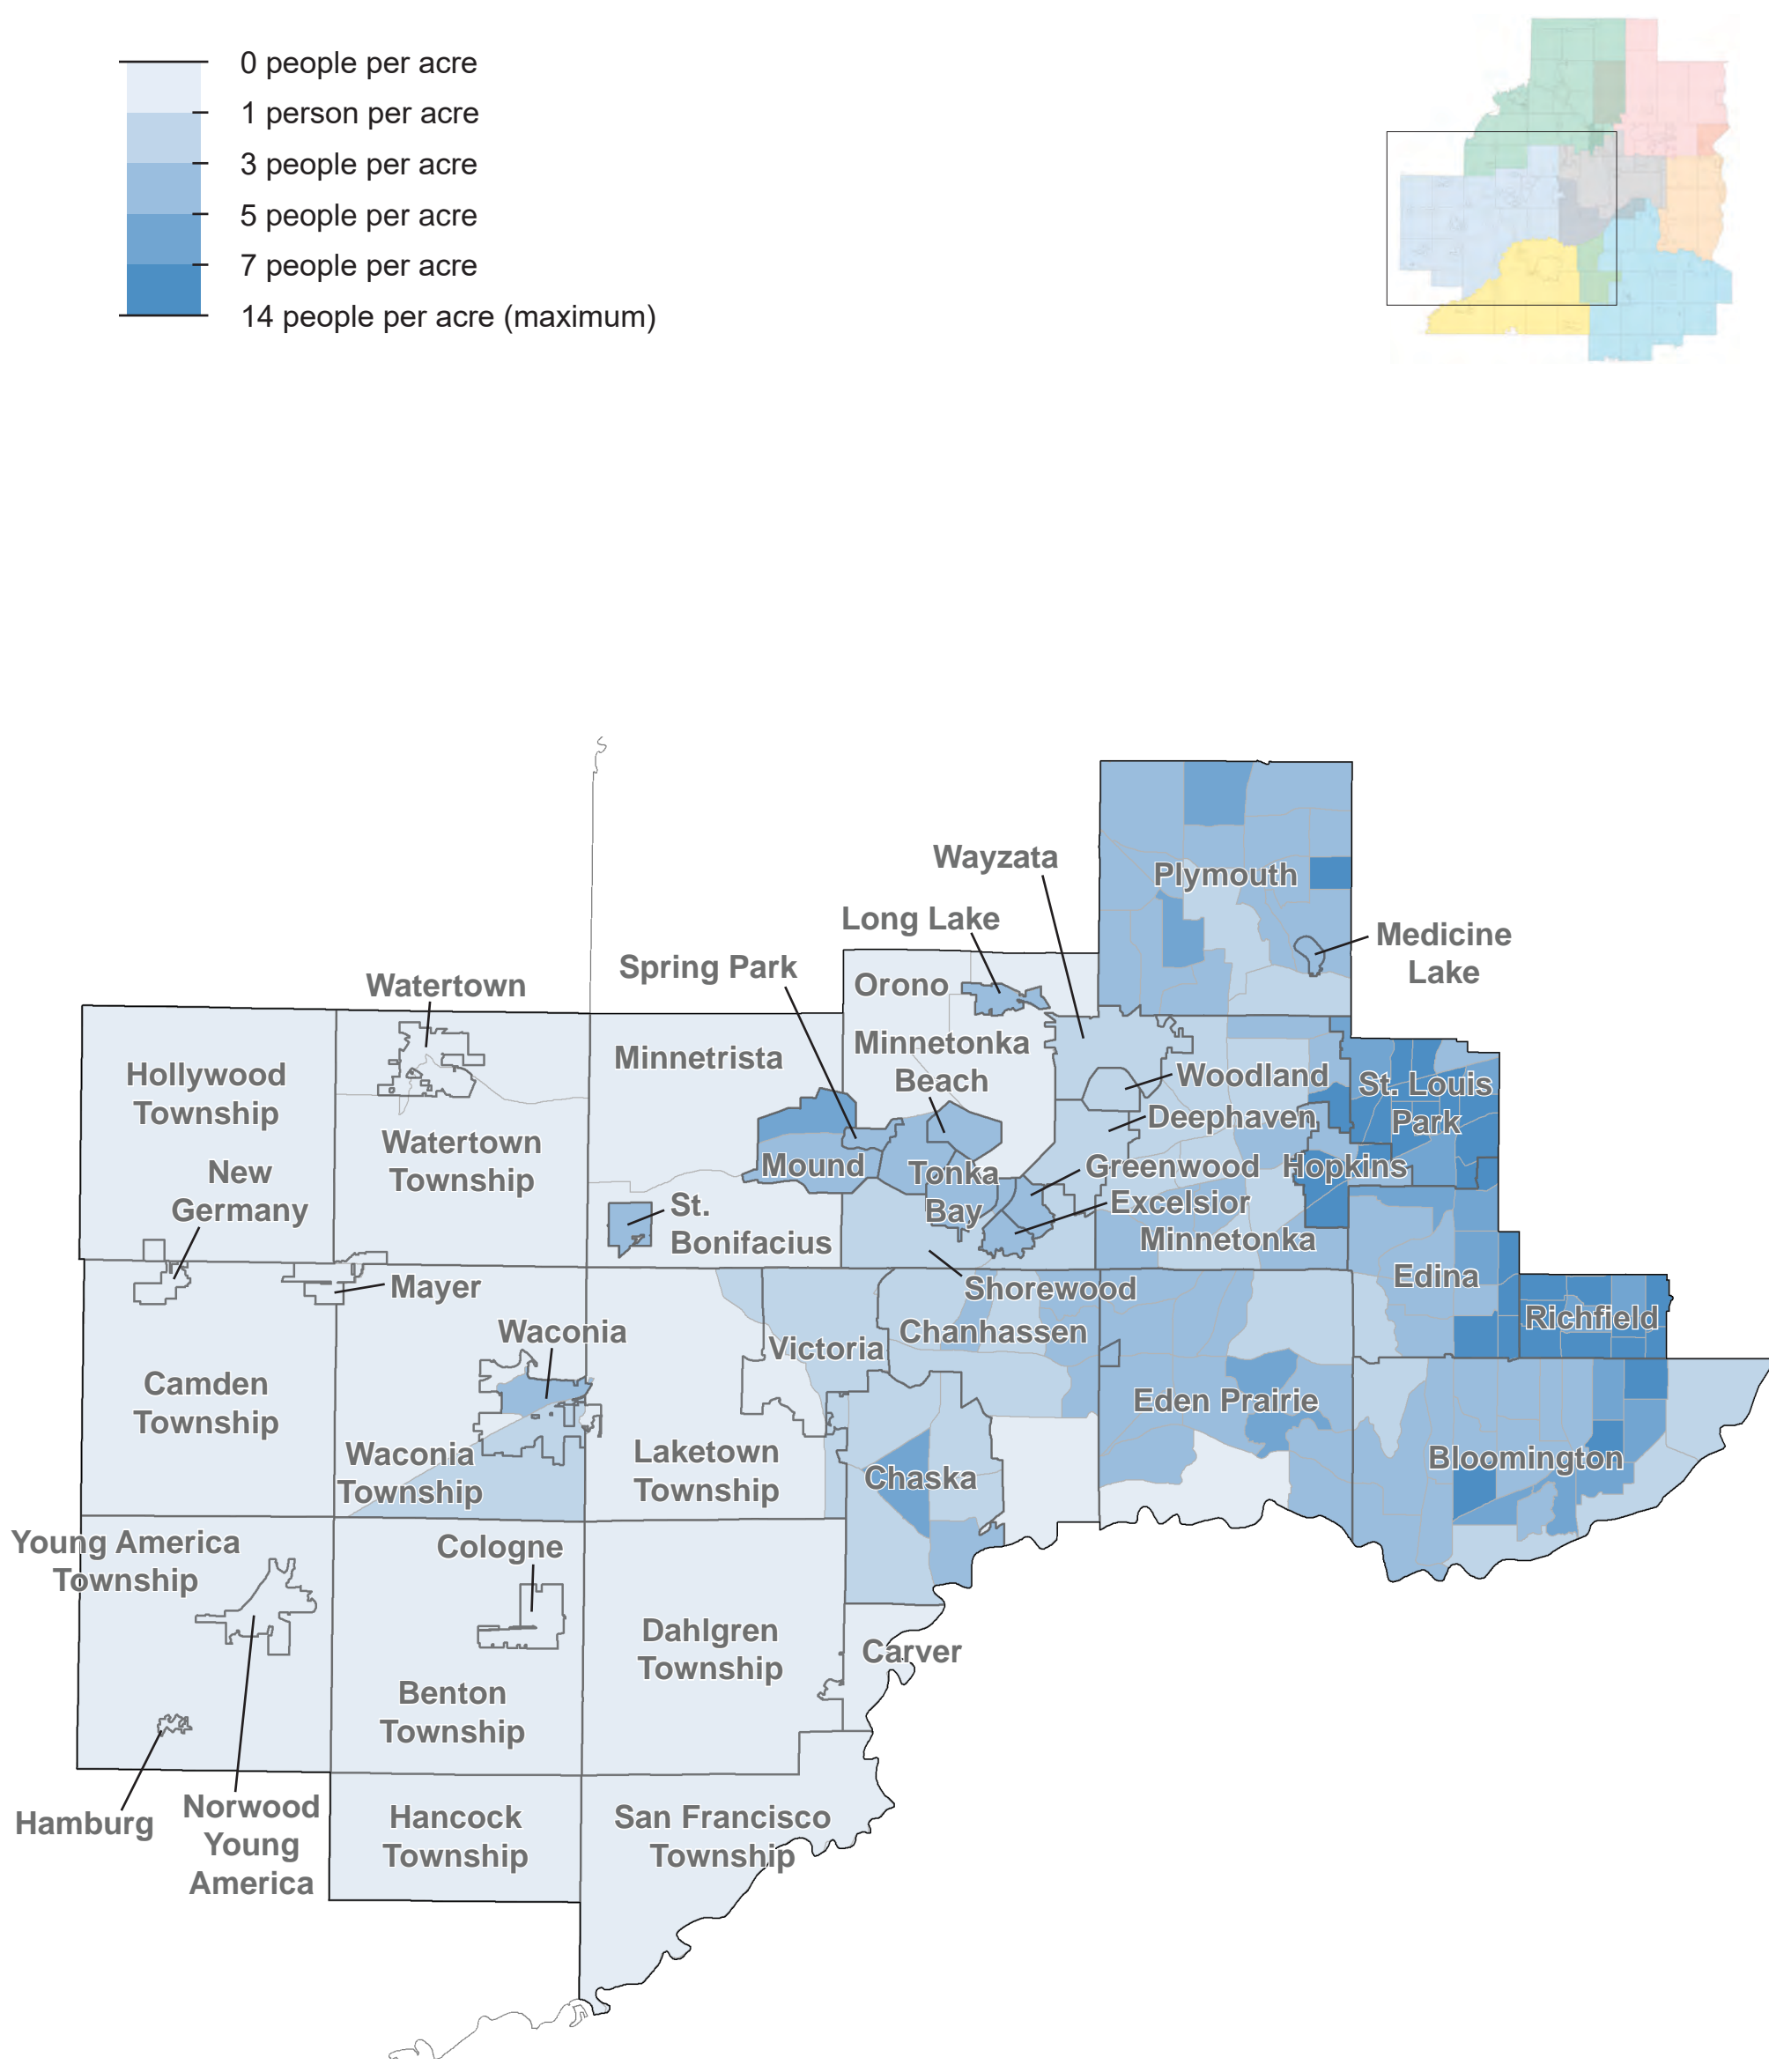 0 people per acre
1 person per acre
3 people per acre
5 people per acre
7 people per acre
14 people per acre (maximum)
Wayzata
Plymouth
Long Lake
Medicine
Lake
Spring Park
Watertown
Orono
Minnetonka
Beach
Minnetrista
Hollywood
Township
Woodland
St. Louis
Park
Deephaven
Watertown
Township
Mound
Tonka
Bay
Greenwood
Hopkins
New
Germany
St.
Bonifacius
Excelsior
Minnetonka
Edina
Mayer
Shorewood
Richfield
Waconia
Victoria
Chanhassen
Camden
Township
Eden Prairie
Waconia
Township
Laketown
Township
Chaska
Bloomington
Young America
Township
Cologne
Dahlgren
Township
Carver
Benton
Township
Hamburg
Norwood
Young
America
Hancock
Township
San Francisco
Township